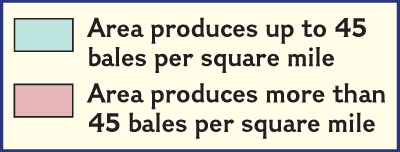 Area produces up to 45
bales per square mile
Area produces more than
45 bales per square mile